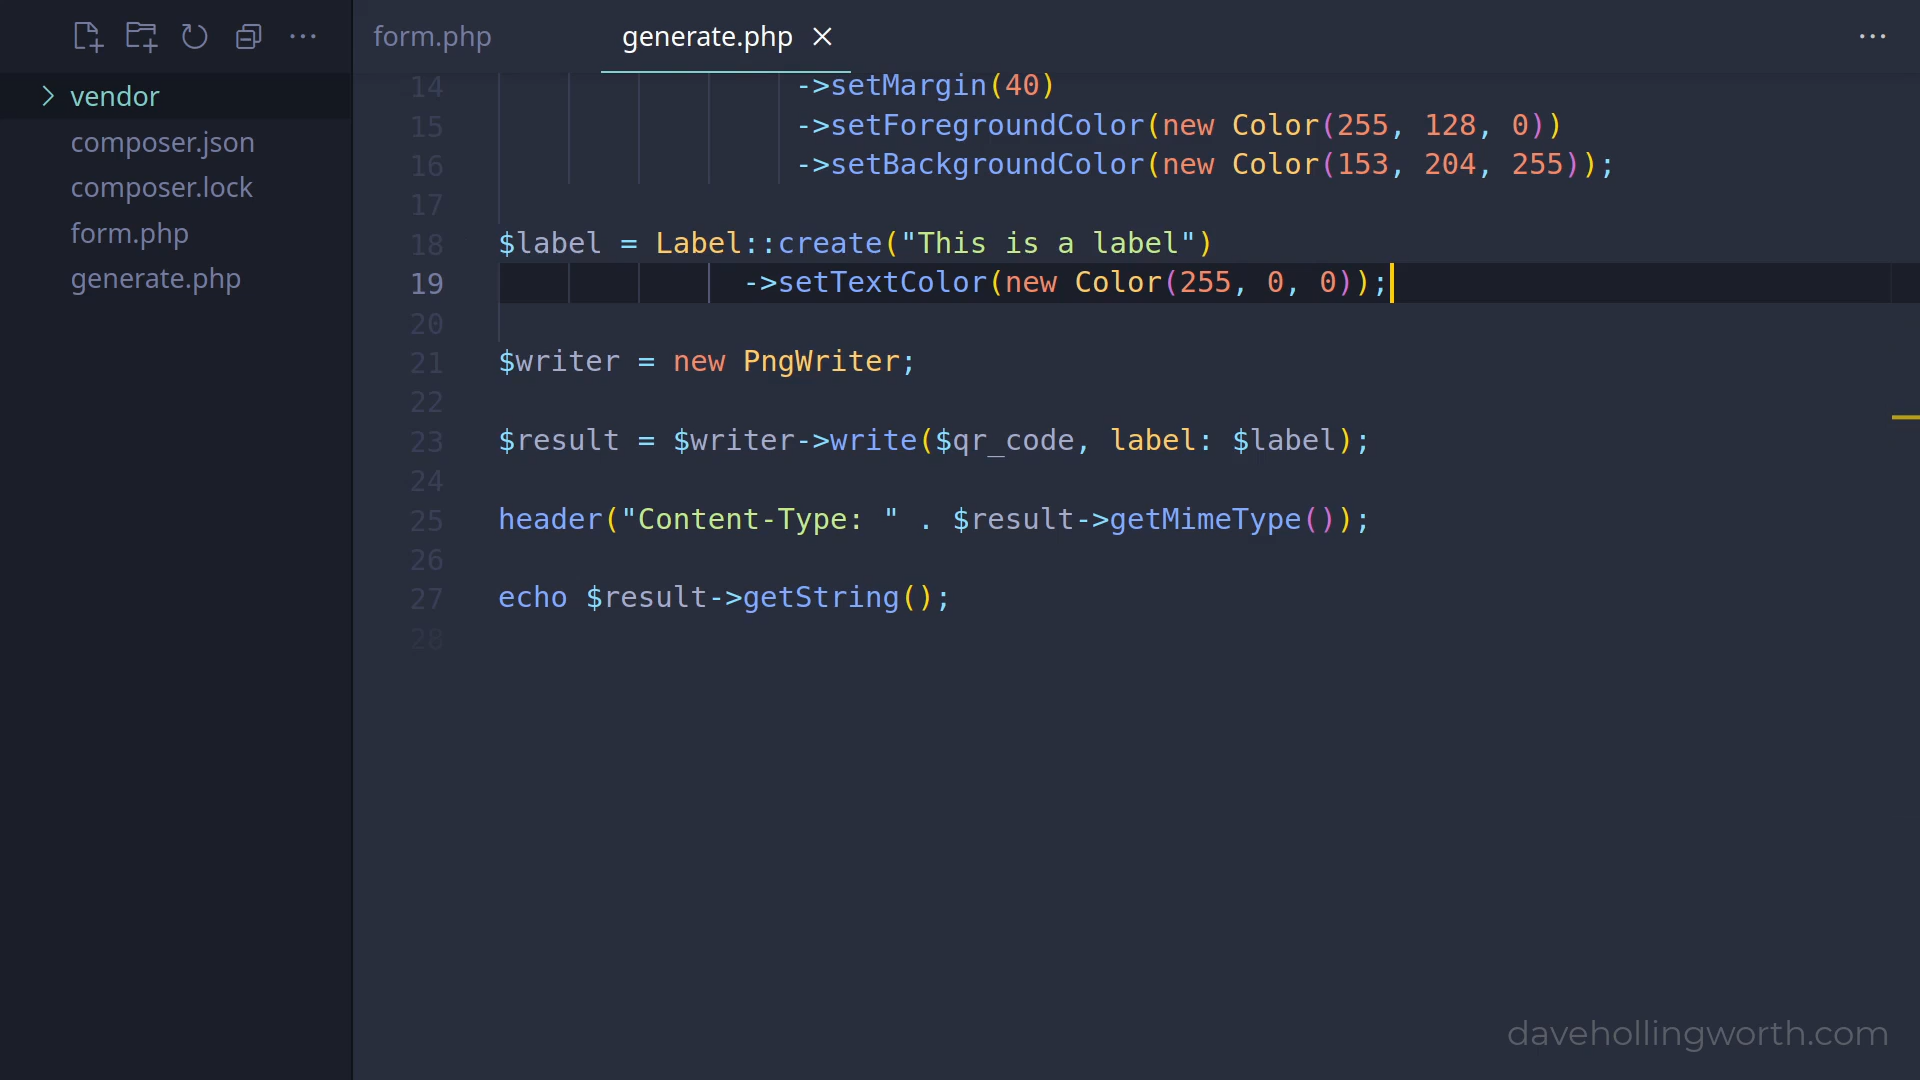 form.php
generate.php
vendor
composer.json
composer.lock
form.php
generate.php
14 ->setMargin(40)
15 ->setForegroundColor(new Color(255, 128, 0))
16 ->setBackgroundColor(new Color(153, 204, 255));
17
18 $label = Label::create("This is a label")
19 ->setTextColor(new Color(255, 0, 0));
20
21 $writer = new PngWriter;
22
23 $result = $writer->write($qr_code, label: $label);
24
25 header("Content-Type: " . $result->getMimeType());
26
27 echo $result->getString();
28
davehollingworth.com